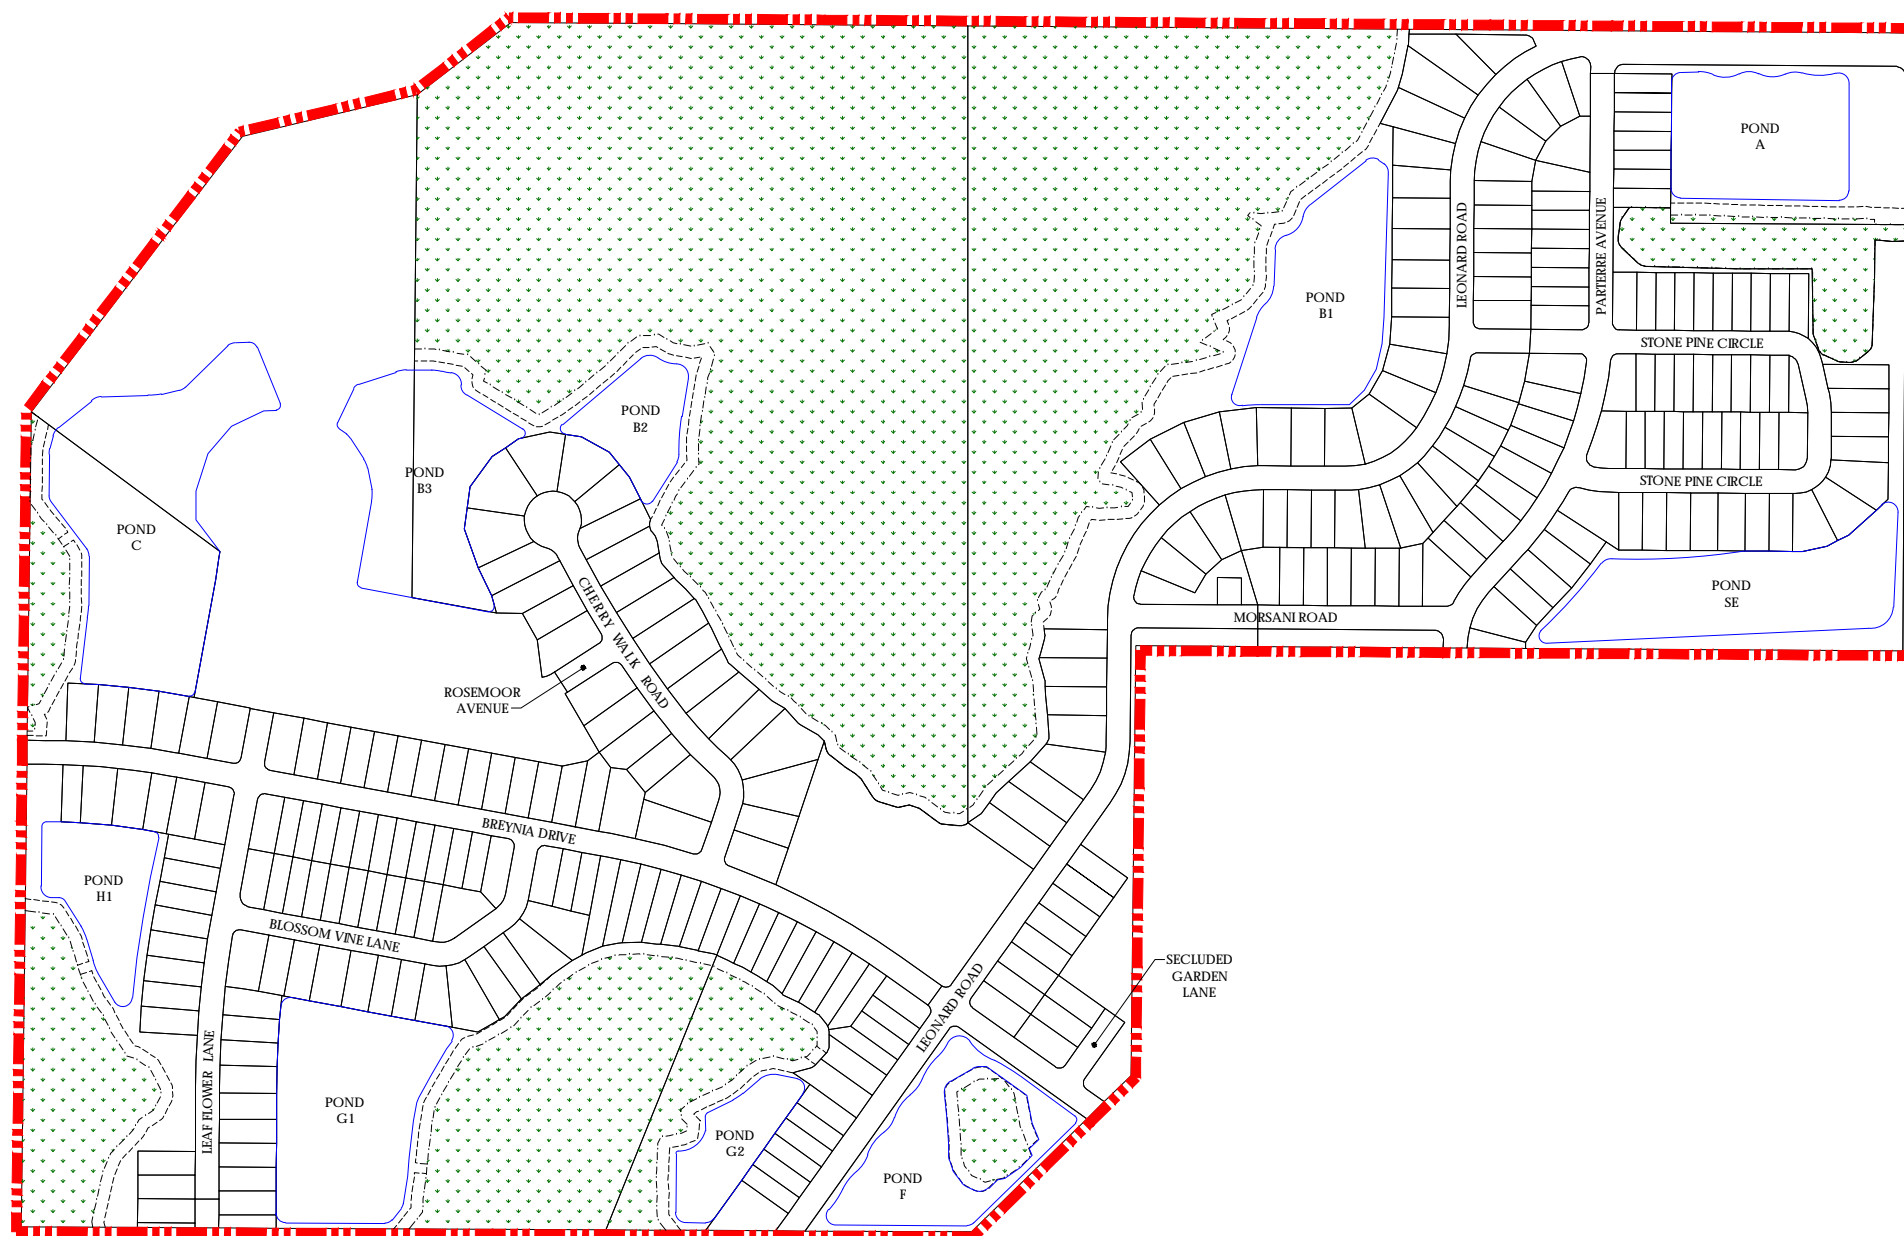 POND
A
LEONARD ROAD
PARTERRE AVENUE
POND
B1
STONE PINE CIRCLE
POND
B2
POND
B3
STONE PINE CIRCLE
POND
C
POND
SE
CHERRY WALK ROAD
MORSANI ROAD
ROSEMOOR
AVENUE
BREYNIA DRIVE
POND
H1
BLOSSOM VINE LANE
SECLUDED
GARDEN
LANE
LEONARD ROAD
LEAF FLOWER LANE
POND
G1
POND
G2
POND
F